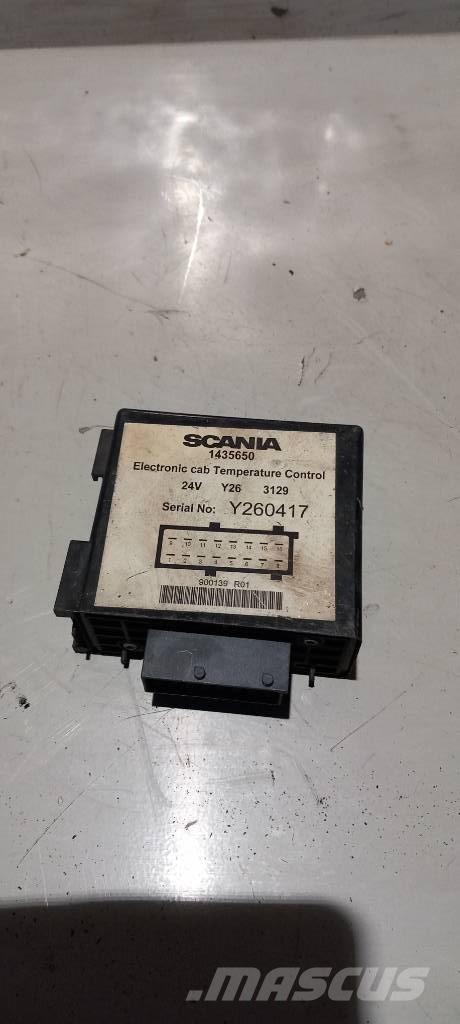 SCANIA
1435650
Electronic cab Temperature Control
24V Y26 3129
Serial No: Y260417
9 10 11 12 13 14 15 16
1 2 3 4 5 6 7 8
900139 R01
MASCUS